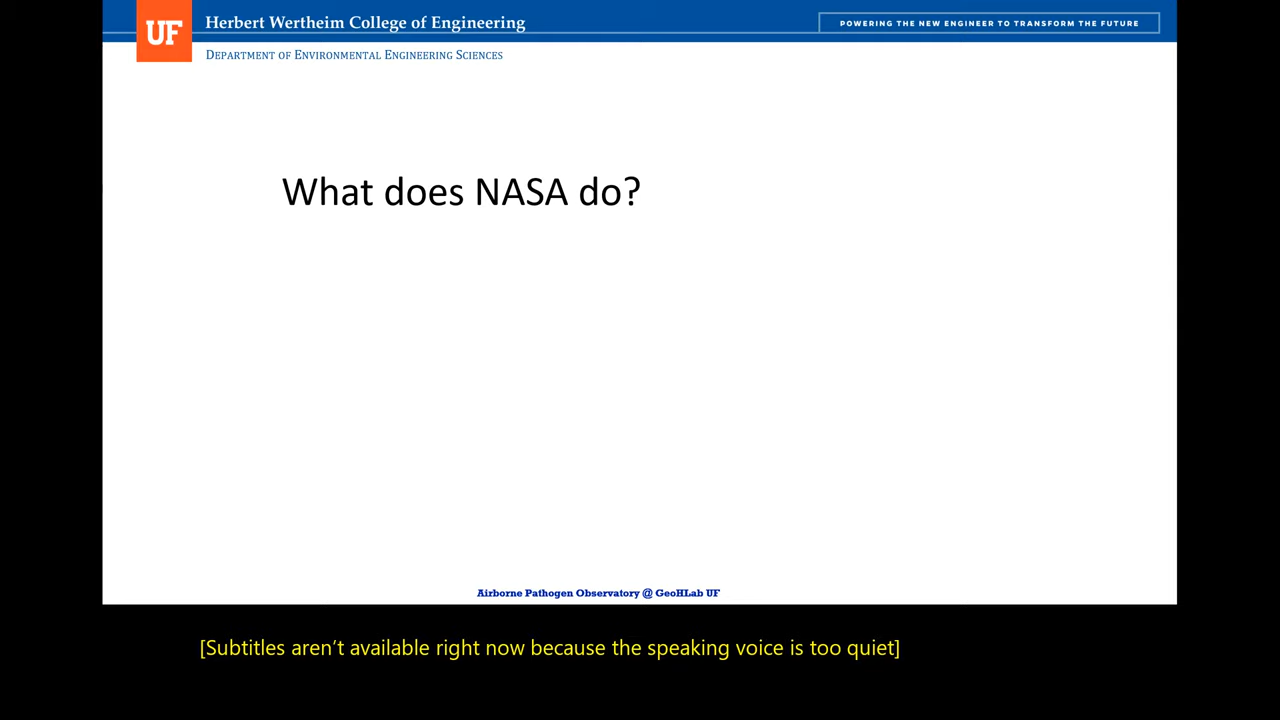 UF
Herbert Wertheim College of Engineering
POWERING THE NEW ENGINEER TO TRANSFORM THE FUTURE
DEPARTMENT OF ENVIRONMENTAL ENGINEERING SCIENCES
What does NASA do?
Airborne Pathogen Observatory @ GeoHLab UF
[Subtitles aren’t available right now because the speaking voice is too quiet]